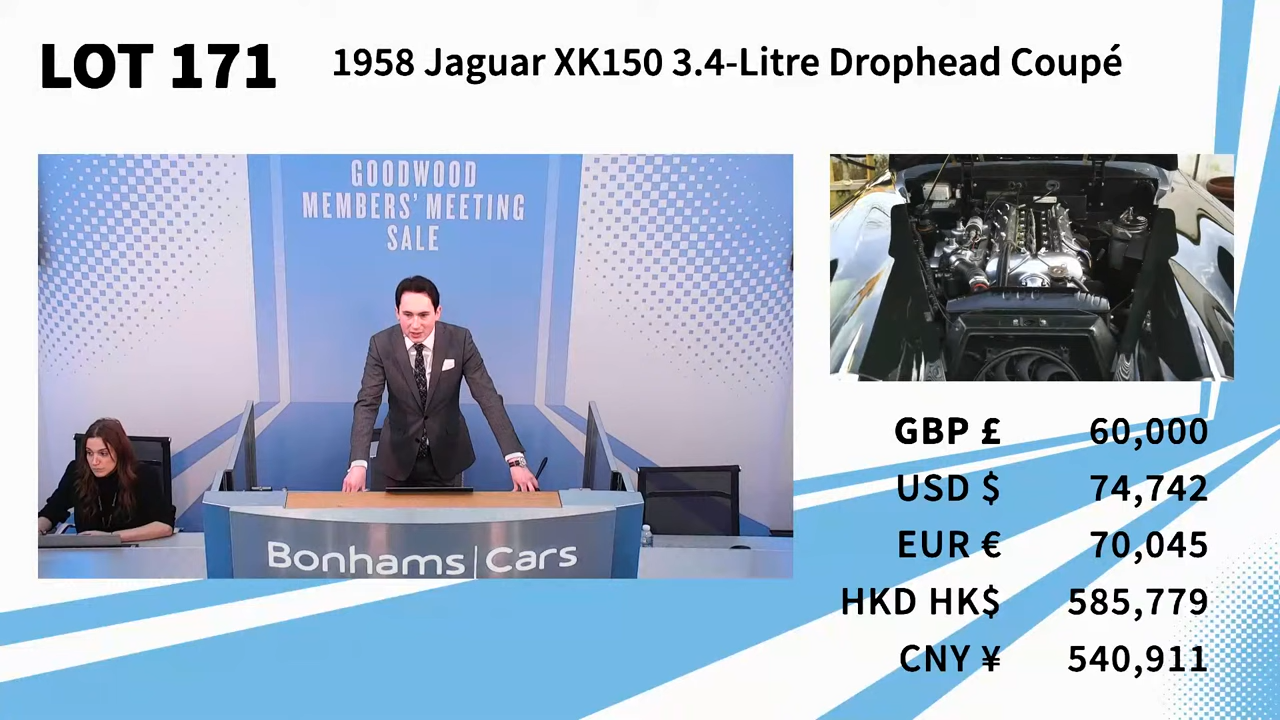 LOT 171
1958 Jaguar XK150 3.4-Litre Drophead Coupé
GOODWOOD
MEMBERS' MEETING
SALE
Bonhams|Cars
GBP £ 60,000
USD $ 74,742
EUR € 70,045
HKD HK$ 585,779
CNY ¥ 540,911